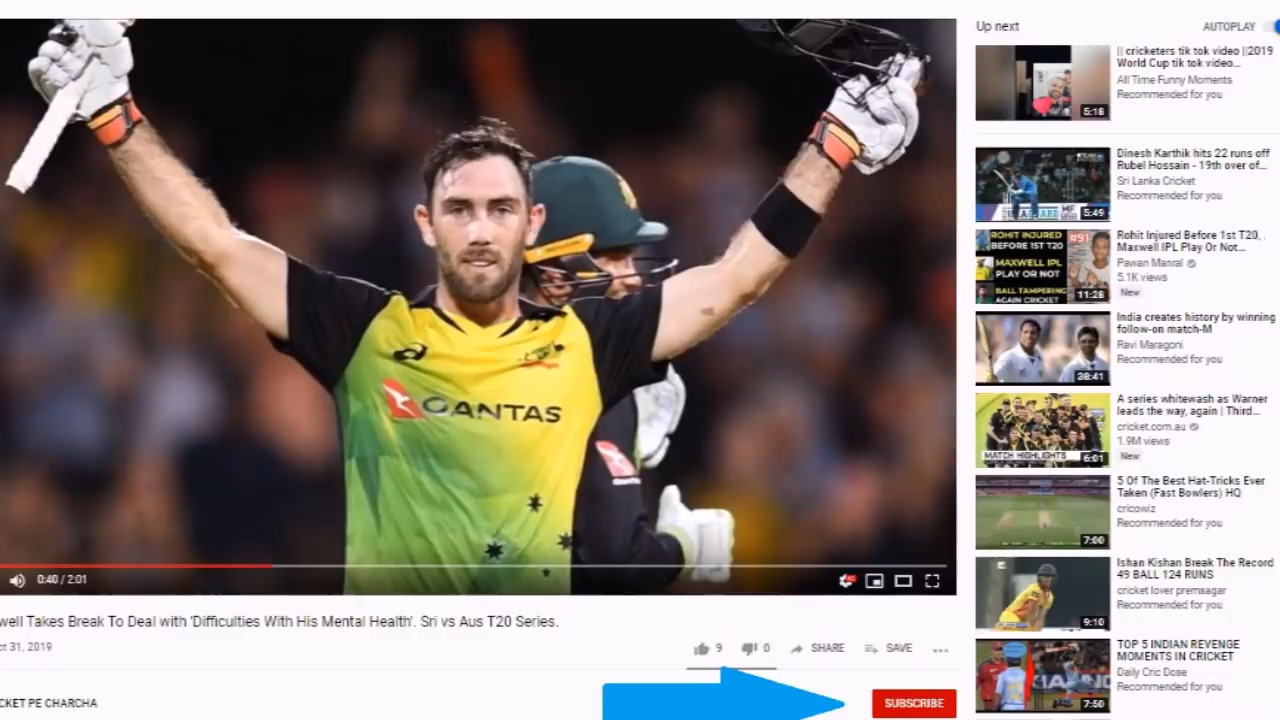 Up next
AUTOPLAY
|| cricketers tik tok video ||2019
World Cup tik tok video...
All Time Funny Moments
Recommended for you
5:18
Dinesh Karthik hits 22 runs off
Rubel Hossain - 19th over of...
Sri Lanka Cricket
Recommended for you
5:49
ROHIT INJURED
BEFORE 1ST T20
#91
MAXWELL IPL
PLAY OR NOT
BALL TAMPERING
AGAIN CRICKET
11:26
Rohit Injured Before 1st T20, .
Maxwell IPL Play Or Not...
Pawan Manral
5.1K views
New
India creates history by winning
follow-on match-M
Ravi Maragoni
Recommended for you
38:41
A series whitewash as Warner
leads the way, again | Third...
cricket.com.au
1.9M views
New
MATCH HIGHLIGHTS
6:01
5 Of The Best Hat-Tricks Ever
Taken (Fast Bowlers) HQ
cricowiz
Recommended for you
7:00
Ishan Kishan Break The Record
49 BALL 124 RUNS
cricket lover premsagar
Recommended for you
9:10
TOP 5 INDIAN REVENGE
MOMENTS IN CRICKET
Daily Cric Dose
Recommended for you
7:50
QANTAS
0:40 / 2:01
well Takes Break To Deal with 'Difficulties With His Mental Health'. Sri vs Aus T20 Series.
ct 31, 2019
9
0
SHARE
SAVE
CKET PE CHARCHA
SUBSCRIBE